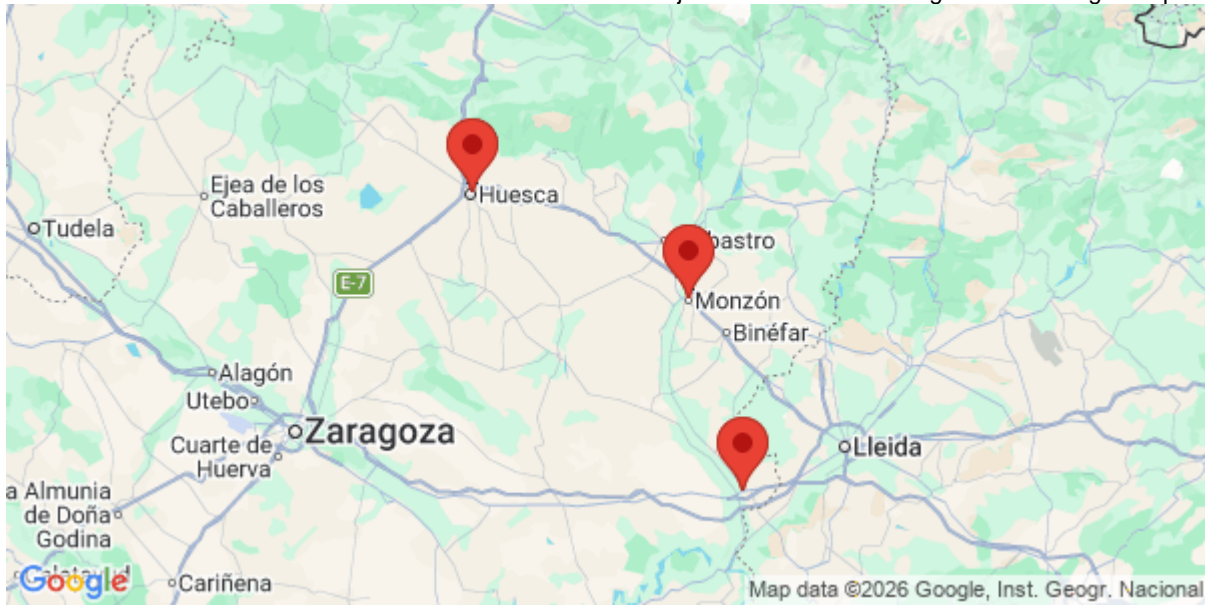 Huesca
Ejea de los
Caballeros
Tudela
bastro
E-7
Monzón
Binéfar
Alagón
Utebo
Zaragoza
Cuarte de
Huerva
Lleida
a Almunia
de Doña
Godina
Google
Cariñena
Map data ©2026 Google, Inst. Geogr. Nacional